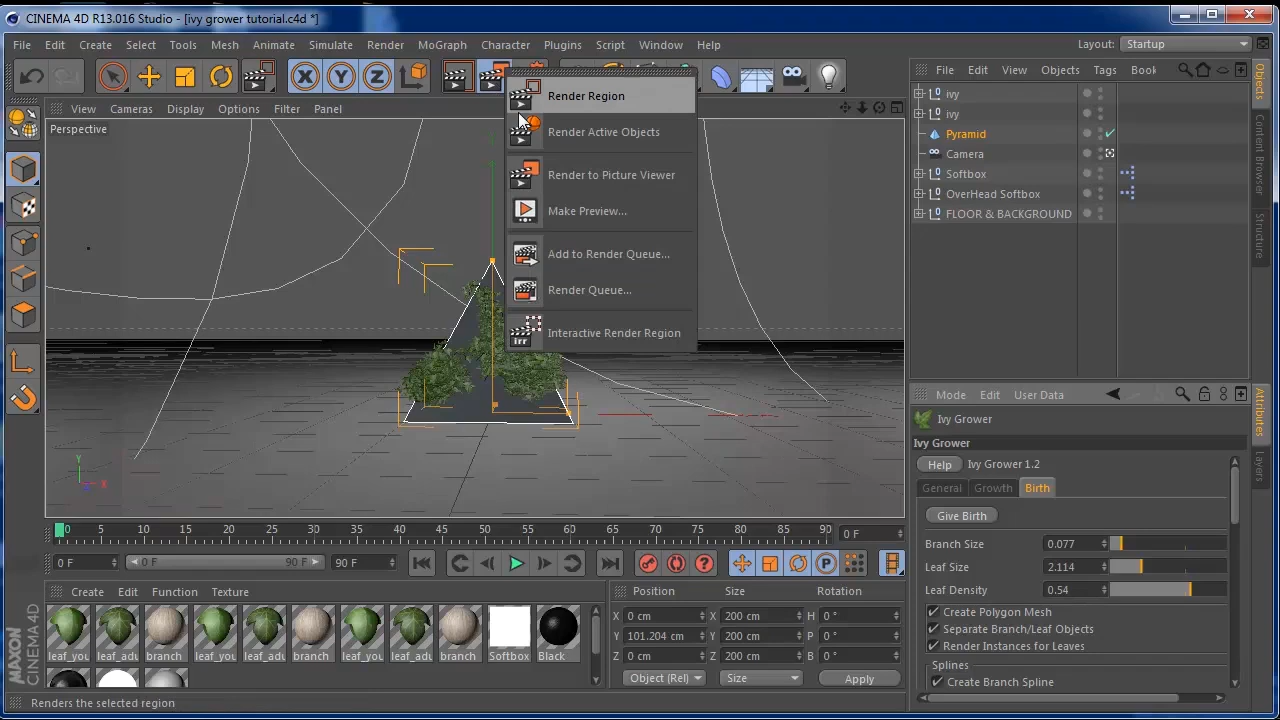 CINEMA 4D R13.016 Studio - [ivy grower tutorial.c4d *]
File Edit Create Select Tools Mesh Animate Simulate Render MoGraph Character Plugins Script Window Help Layout: Startup
X Y Z
File Edit View Objects Tags Book
View Cameras Display Options Filter Panel
Perspective
Render Region
Render Active Objects
Render to Picture Viewer
Make Preview...
Add to Render Queue...
Render Queue...
irr Interactive Render Region
Y
X
ivy
ivy
Pyramid
Camera
Softbox
OverHead Softbox
FLOOR & BACKGROUND
Objects
Content Browser
Structure
Mode Edit User Data
Ivy Grower
Ivy Grower
Help Ivy Grower 1.2
General Growth Birth
Give Birth
Branch Size 0.077
Leaf Size 2.114
Leaf Density 0.54
Create Polygon Mesh
Separate Branch/Leaf Objects
Render Instances for Leaves
Splines
Create Branch Spline
Attributes
Layers
0 5 10 15 20 25 30 35 40 45 50 55 60 65 70 75 80 85 90 0 F
0 F 0 F 90 F 90 F P
Create Edit Function Texture
leaf_you leaf_adu branch leaf_you leaf_adu branch leaf_you leaf_adu branch Softbox Black
Position Size Rotation
X 0 cm X 200 cm H 0 °
Y 101.204 cm Y 200 cm P 0 °
Z 0 cm Z 200 cm B 0 °
Object (Rel) Size Apply
MAXON
CINEMA 4D
Renders the selected region